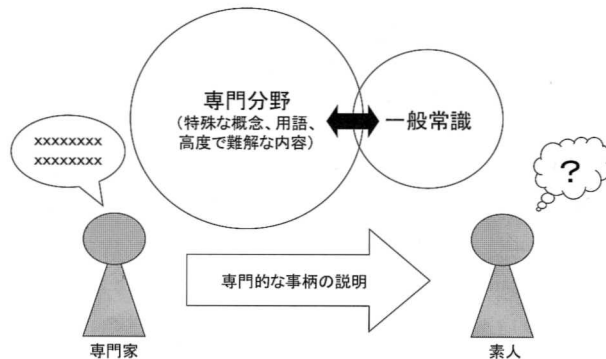 専門分野
（特殊な概念、用語、
高度で難解な内容）
一般常識
xxxxxxxx
xxxxxxxx
?
専門的な事柄の説明
専門家
素人